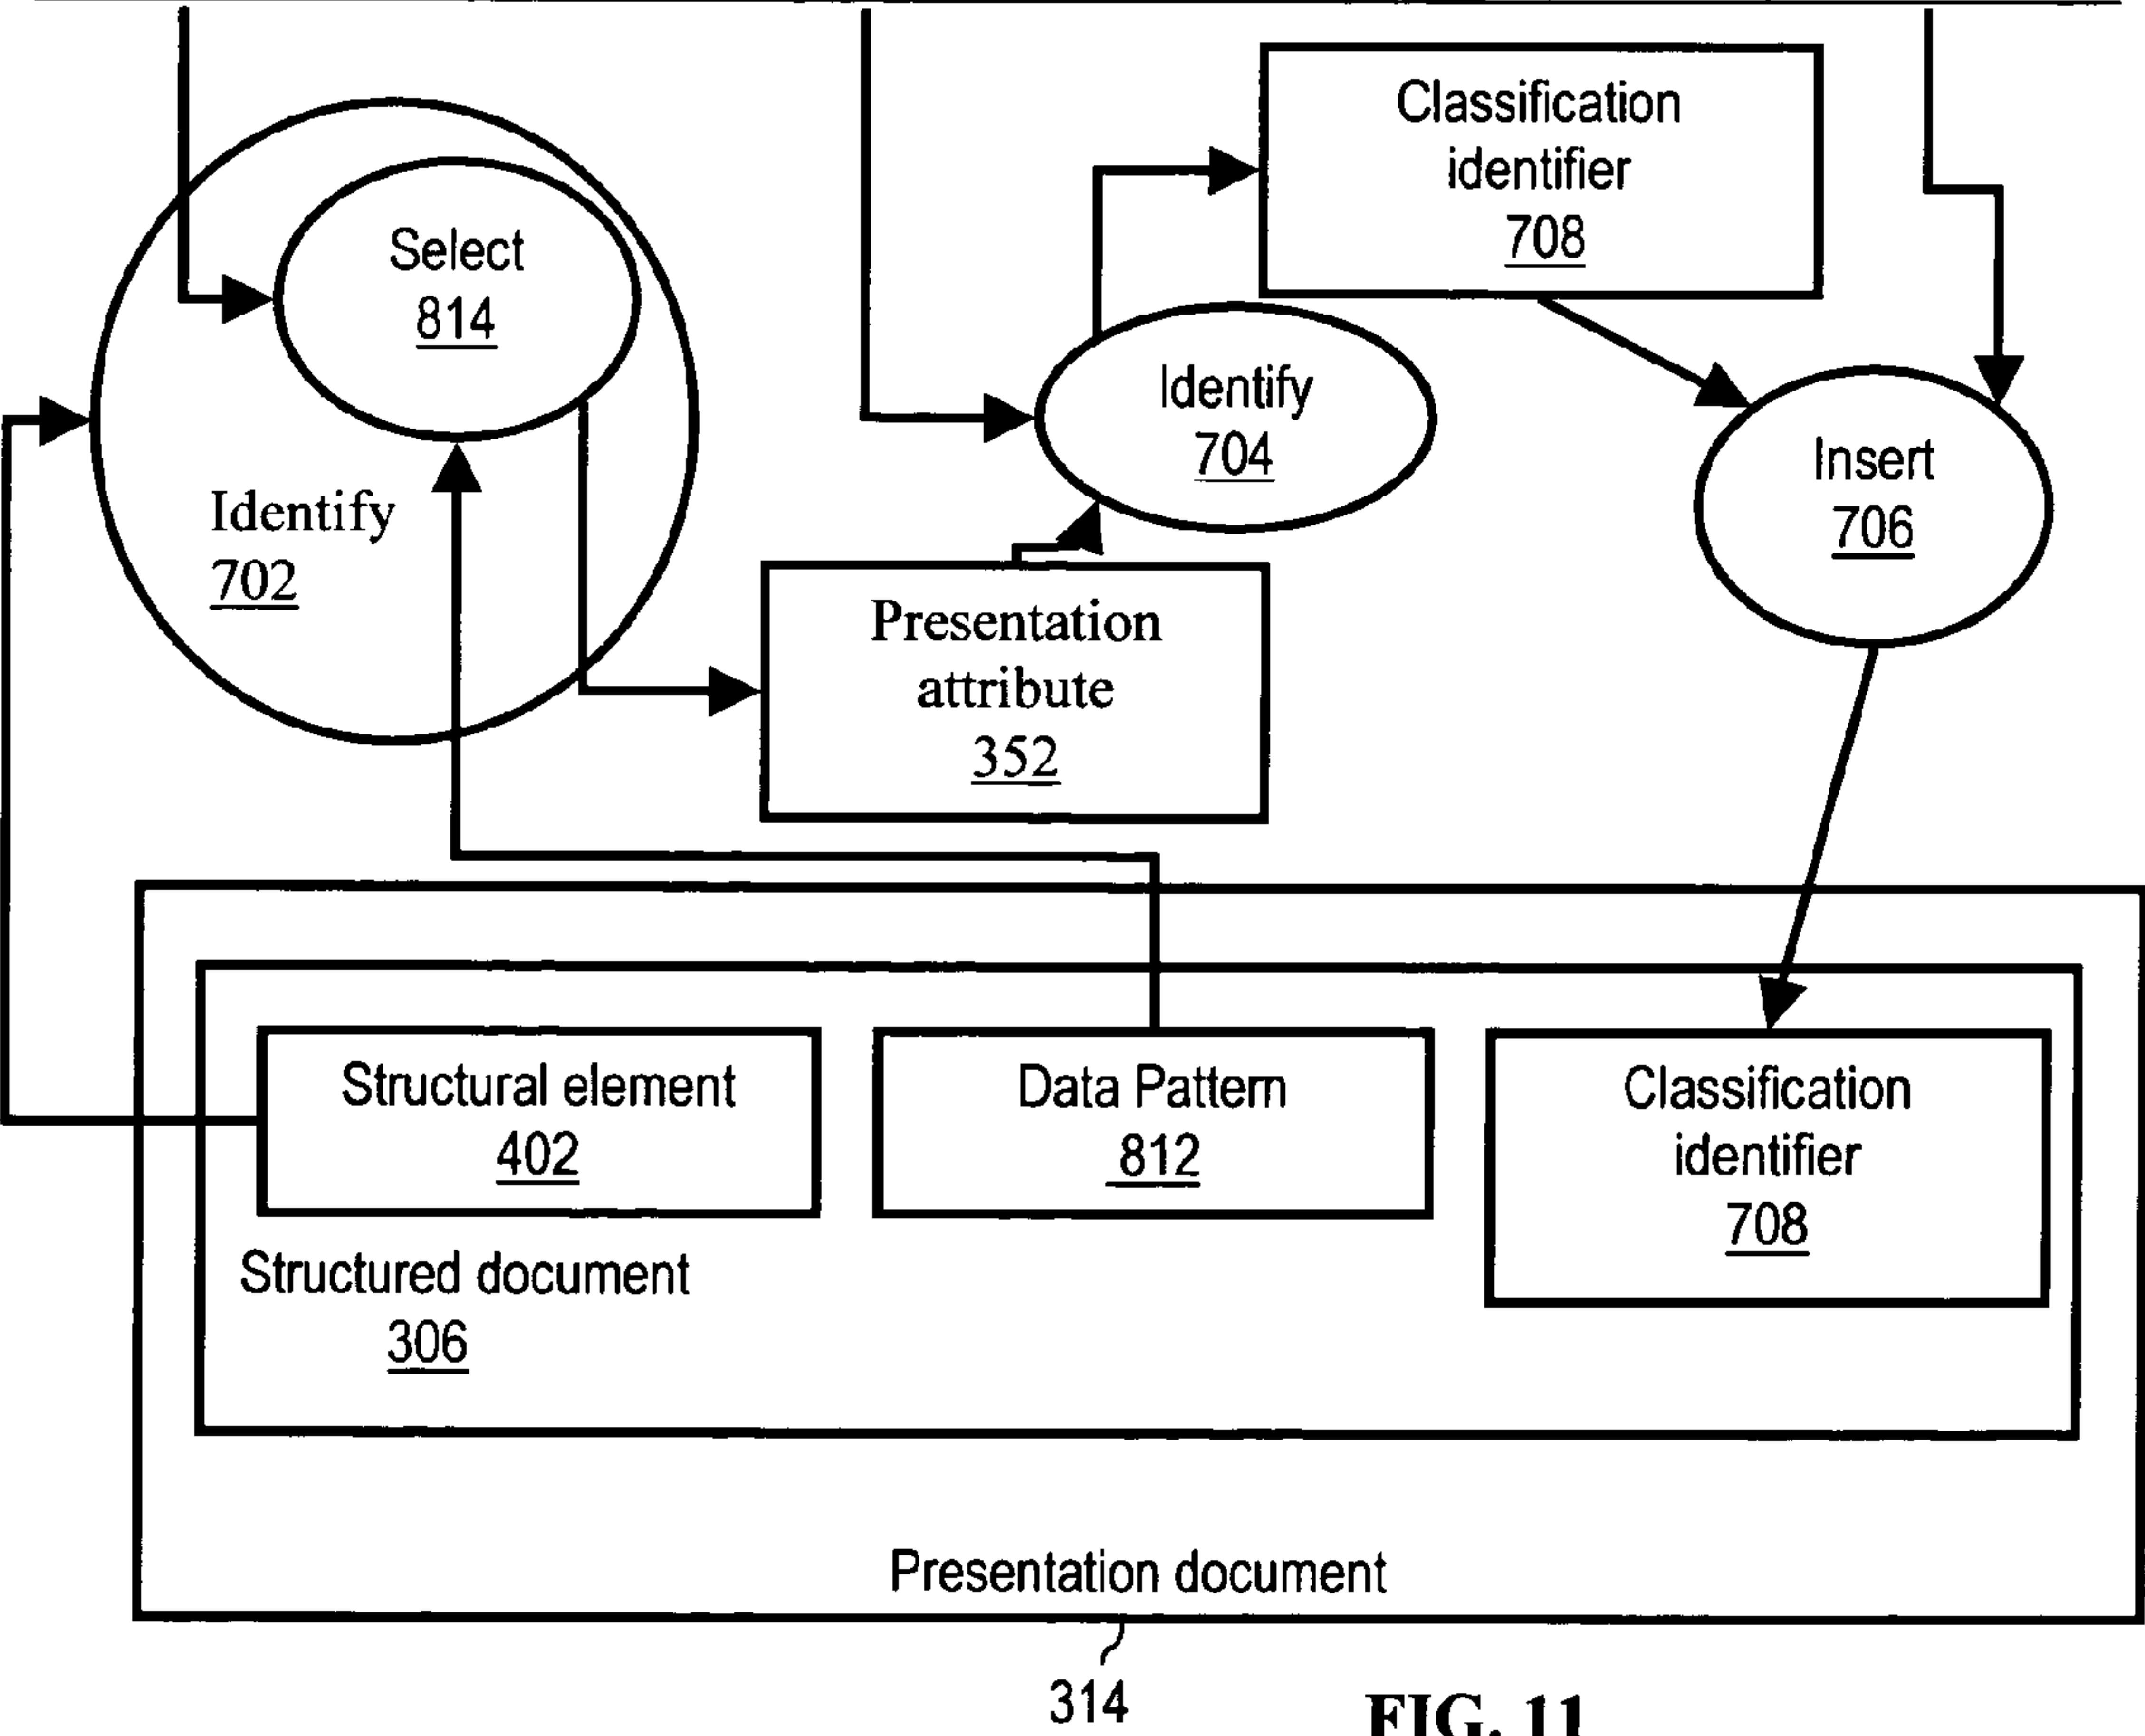 Classification
identifier
708
Select
814
Identify
704
Insert
706
Identify
702
Presentation
attribute
352
Structural element
402
Data Pattern
812
Classification
identifier
708
Structured document
306
Presentation document
314
FIG. 11